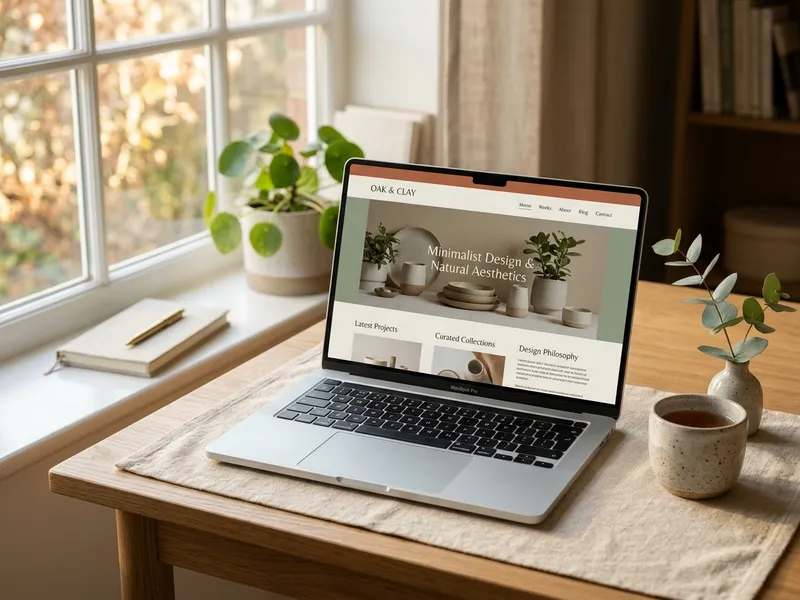 OAK & CLAY
Home Works About Blog Contact
Minimalist Design &
Natural Aesthetics
Latest Projects
Curated Collections
Design Philosophy
MacBook Pro